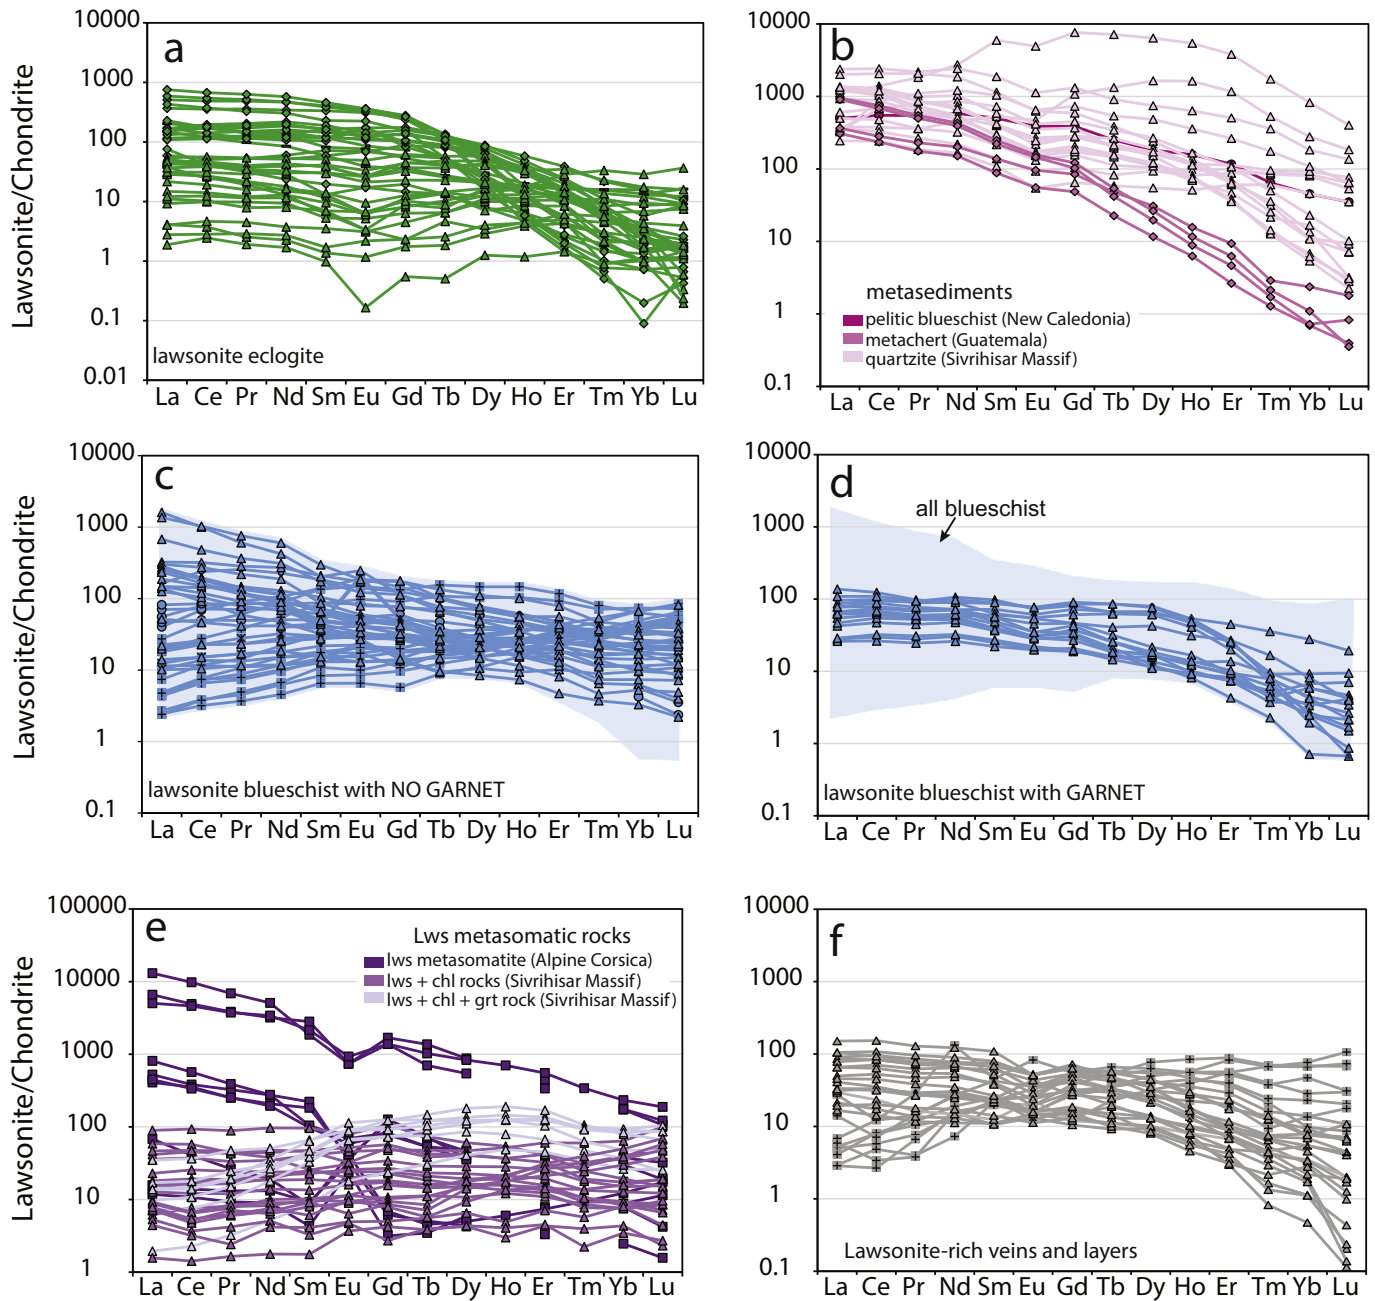 a
10000
1000
100
10
1
0.1
0.01
Lawsonite/Chondrite
lawsonite eclogite
La Ce Pr Nd Sm Eu Gd Tb Dy Ho Er Tm Yb Lu
b
10000
1000
100
10
1
0.1
metasediments
pelitic blueschist (New Caledonia)
metachert (Guatemala)
quartzite (Sivrihisar Massif)
La Ce Pr Nd Sm Eu Gd Tb Dy Ho Er Tm Yb Lu
c
10000
1000
100
10
1
0.1
Lawsonite/Chondrite
lawsonite blueschist with NO GARNET
La Ce Pr Nd Sm Eu Gd Tb Dy Ho Er Tm Yb Lu
d
10000
1000
100
10
1
0.1
all blueschist
lawsonite blueschist with GARNET
La Ce Pr Nd Sm Eu Gd Tb Dy Ho Er Tm Yb Lu
e
100000
10000
1000
100
10
1
Lawsonite/Chondrite
Lws metasomatic rocks
lws metasomatite (Alpine Corsica)
lws + chl rocks (Sivrihisar Massif)
lws + chl + grt rock (Sivrihisar Massif)
La Ce Pr Nd Sm Eu Gd Tb Dy Ho Er Tm Yb Lu
f
10000
1000
100
10
1
0.1
Lawsonite-rich veins and layers
La Ce Pr Nd Sm Eu Gd Tb Dy Ho Er Tm Yb Lu